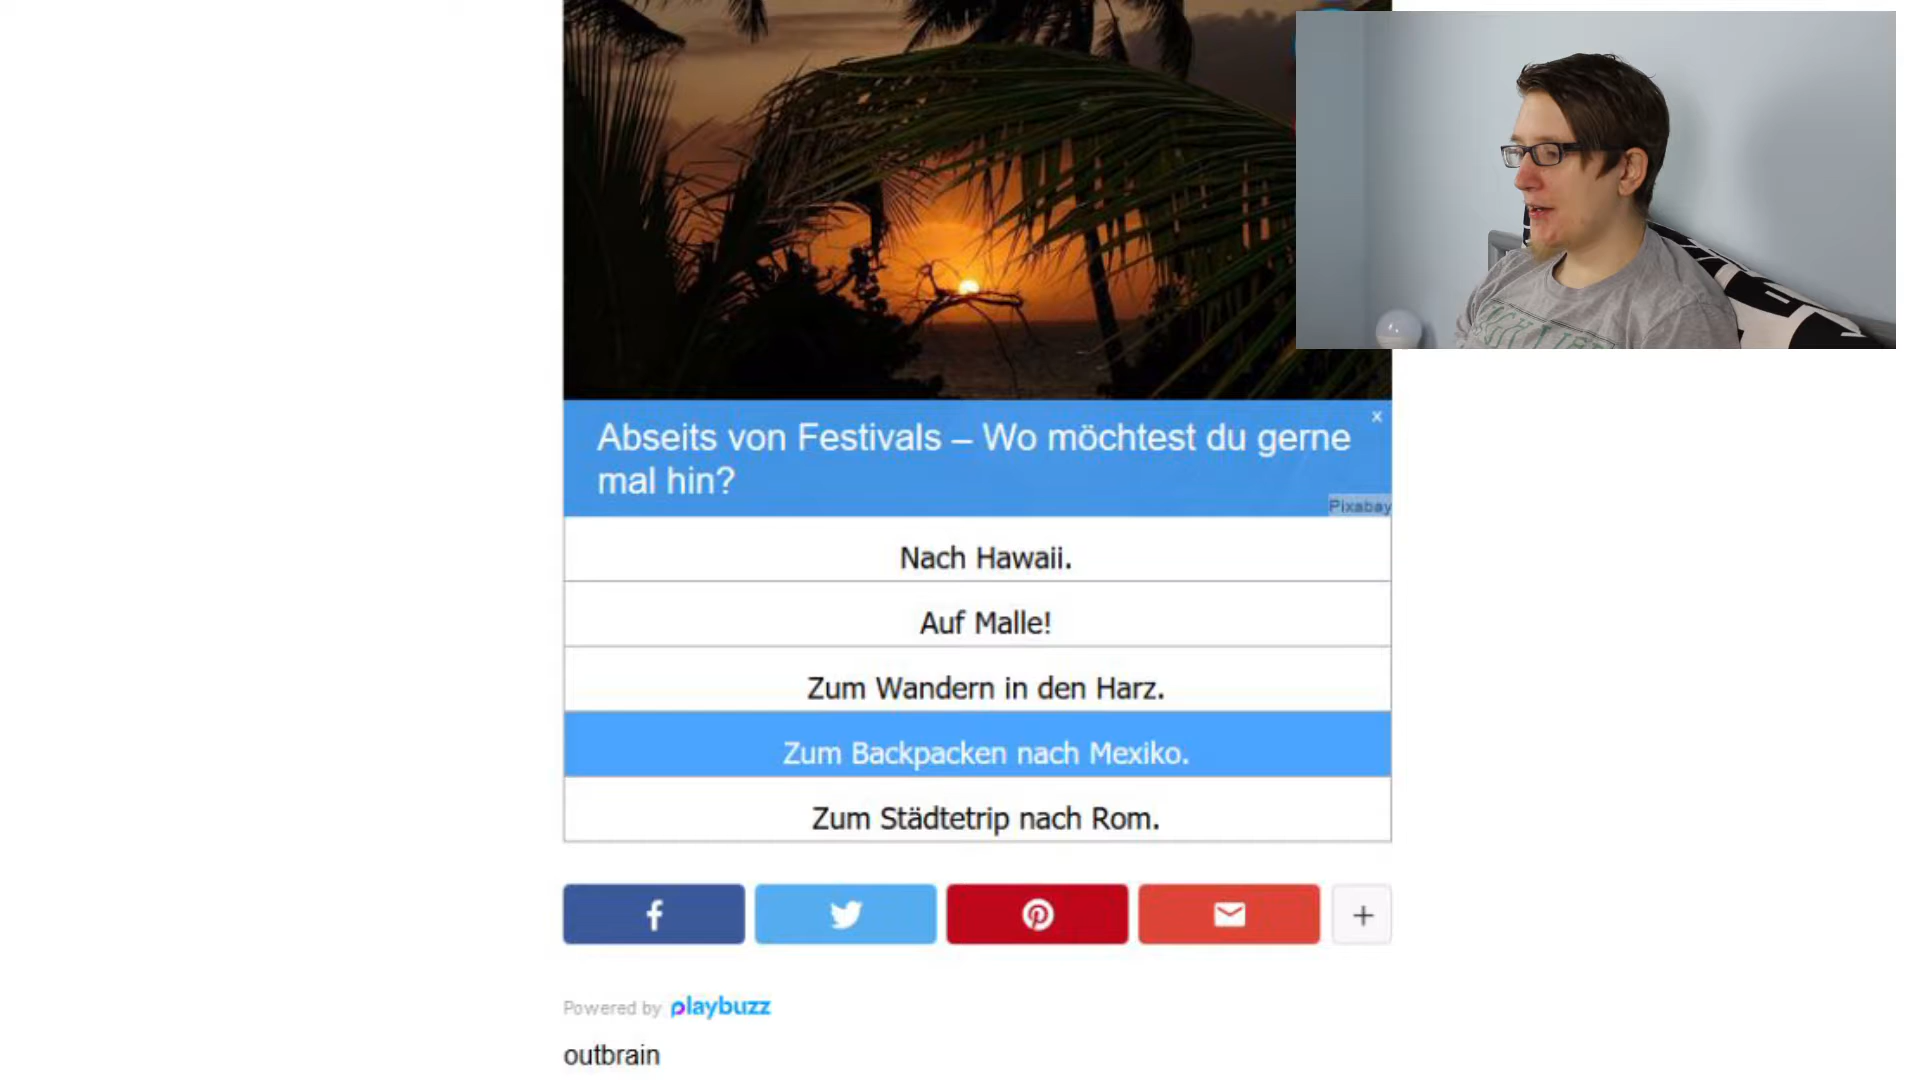 Abseits von Festivals – Wo möchtest du gerne
mal hin?
x
Pixabay
Nach Hawaii.
Auf Malle!
Zum Wandern in den Harz.
Zum Backpacken nach Mexiko.
Zum Städtetrip nach Rom.
+
Powered by playbuzz
outbrain